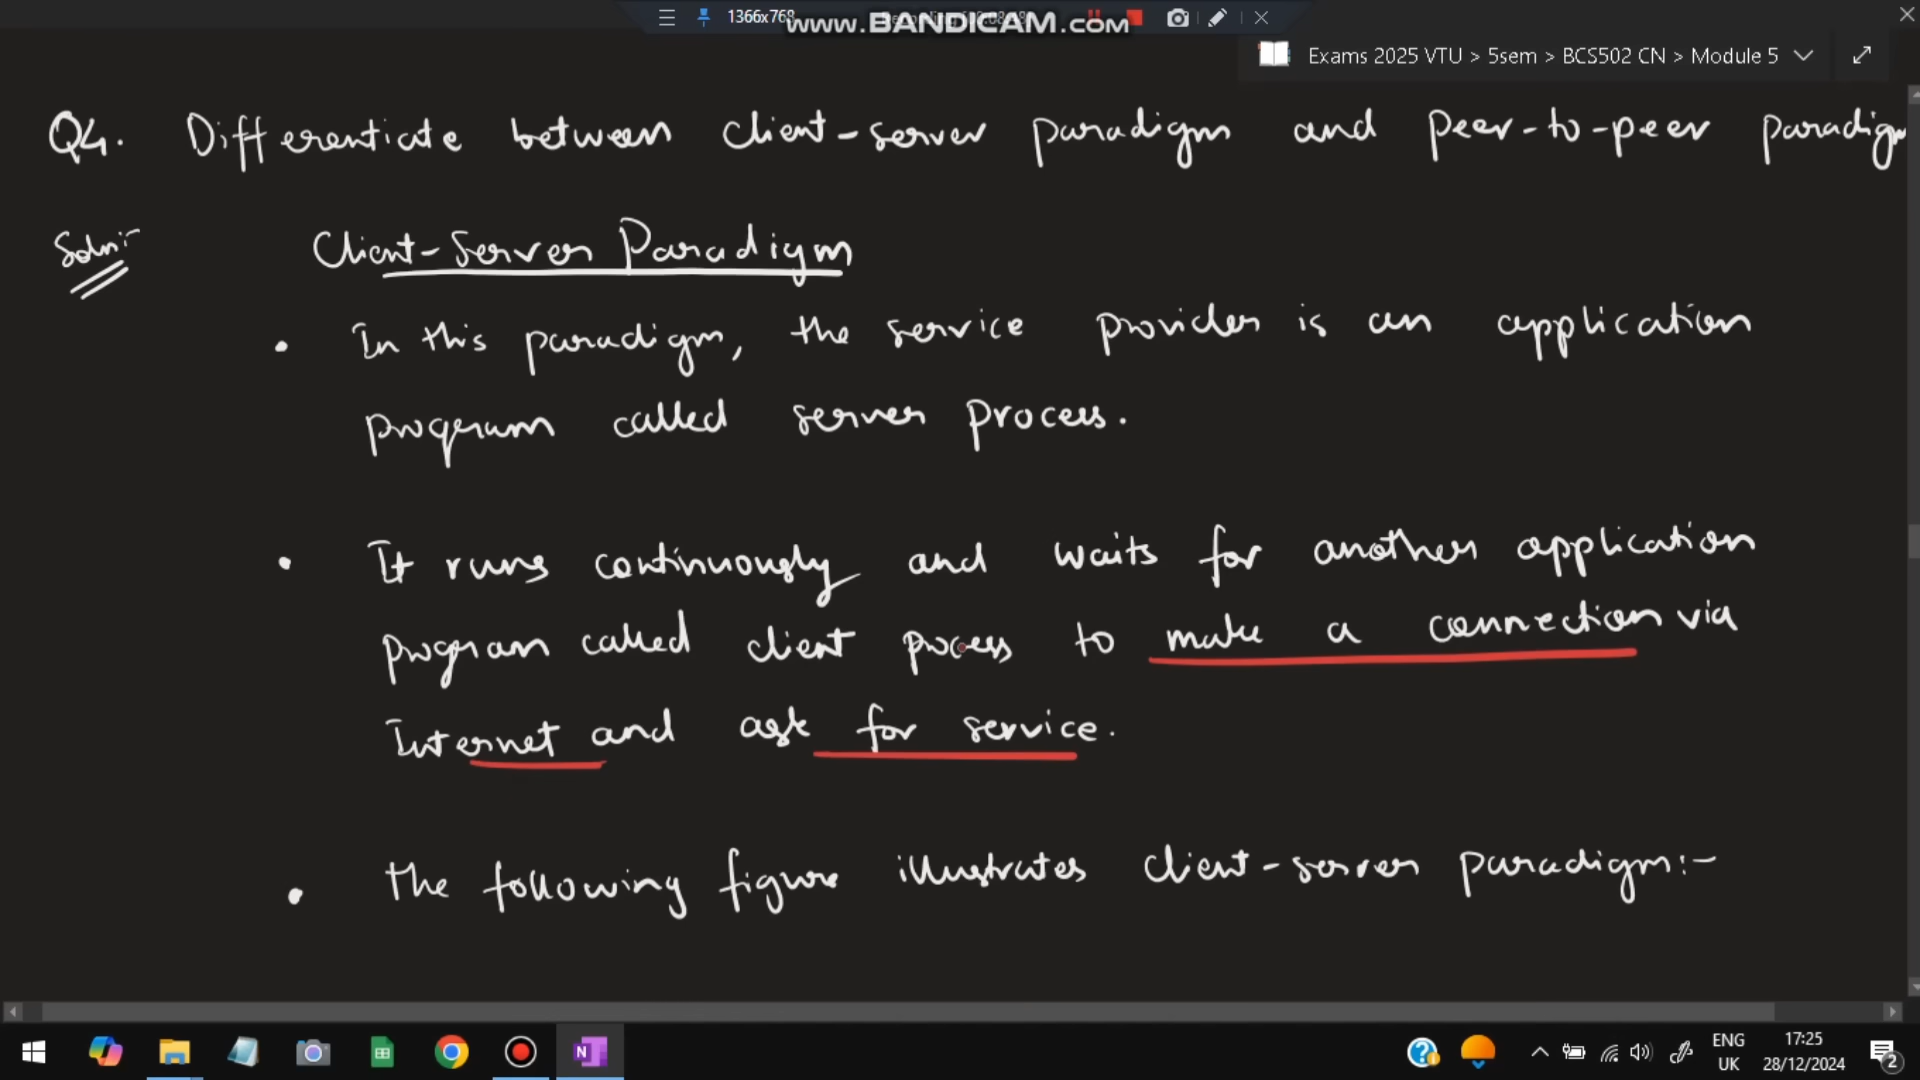 1366x768
www.BANDICAM.com
Exams 2025 VTU > 5sem > BCS502 CN > Module 5
Q4. Differentiate between client-server paradigm and peer-to-peer paradigm
Soln:-
Client-Server Paradigm
• In this paradigm, the service provider is an application
program called server process.
• It runs continuously and waits for another application
program called client process to make a connection via
Internet and ask for service.
• The following figure illustrates client-server paradigm:-
ENG
UK
17:25
28/12/2024
2